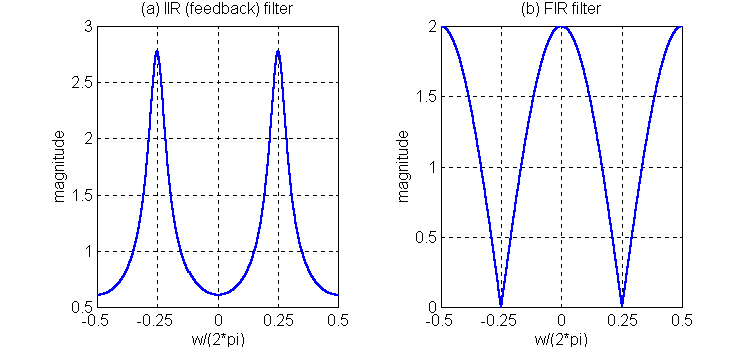 (a) IIR (feedback) filter
3
2.5
2
1.5
1
0.5
magnitude
-0.5 -0.25 0 0.25 0.5
w/(2*pi)
(b) FIR filter
2
1.5
1
0.5
0
magnitude
-0.5 -0.25 0 0.25 0.5
w/(2*pi)